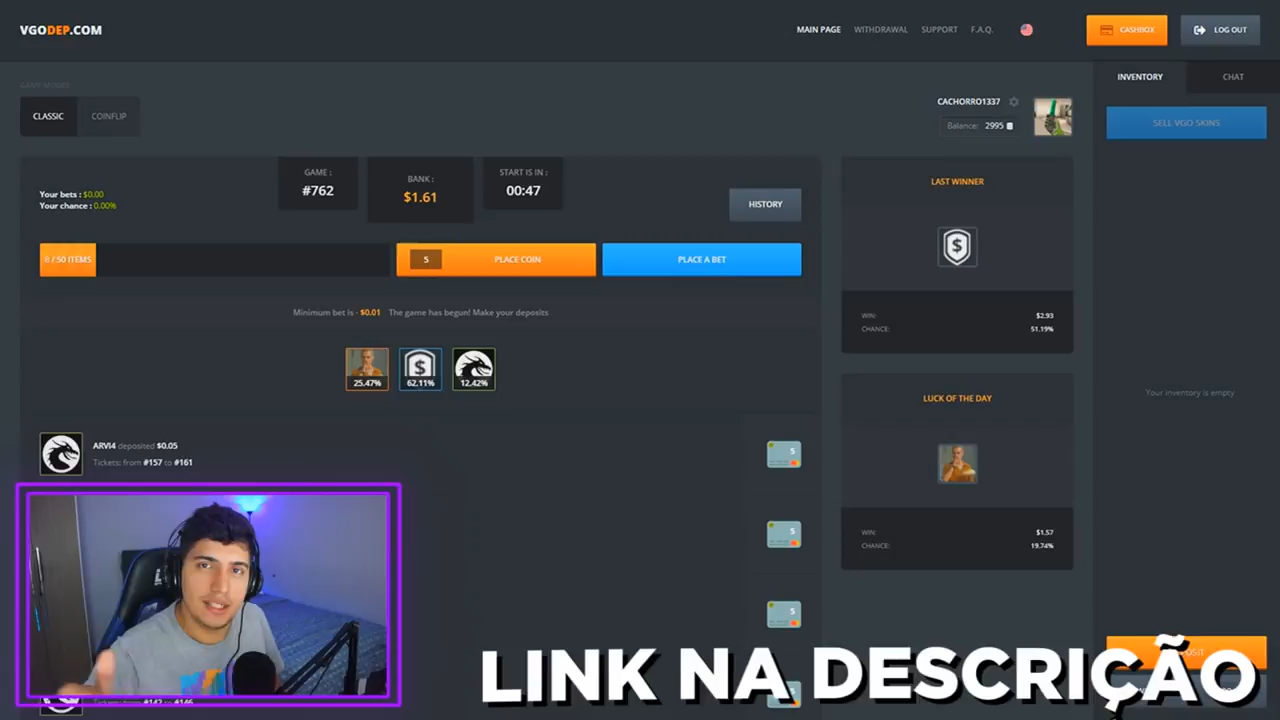 VGODEP.COM
MAIN PAGE
WITHDRAWAL
SUPPORT
F.A.Q.
CASHBOX
LOG OUT
GAME MODES
CLASSIC
COINFLIP
CACHORRO1337
Balance: 2995
INVENTORY
CHAT
SELL VGO SKINS
Your bets : $0.00
Your chance : 0.00%
GAME :
#762
BANK :
$1.61
START IS IN :
00:47
HISTORY
8 / 50 ITEMS
5
PLACE COIN
PLACE A BET
Minimum bet is - $0.01 The game has begun! Make your deposits
25.47%
62.11%
12.42%
ARVI4 deposited $0.05
Tickets: from #157 to #161
5
5
5
LAST WINNER
WIN: $2.93
CHANCE: 51.19%
LUCK OF THE DAY
WIN: $1.57
CHANCE: 19.74%
Your inventory is empty
LINK NA DESCRIÇÃO